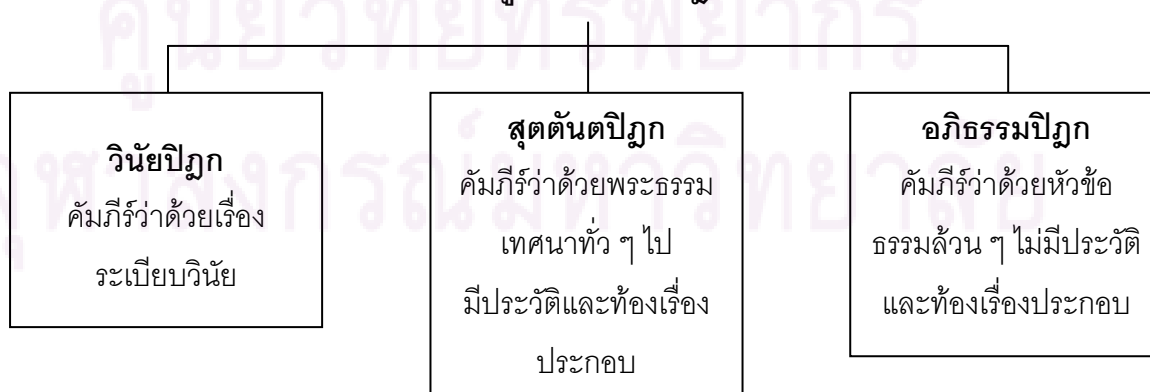 วินัยปิฎก
คัมภีร์ว่าด้วยเรื่อง
ระเบียบวินัย
สุตตันตปิฎก
คัมภีร์ว่าด้วยพระธรรม
เทศนาทั่ว ๆ ไป
มีประวัติและท้องเรื่อง
ประกอบ
อภิธรรมปิฎก
คัมภีร์ว่าด้วยหัวข้อ
ธรรมล้วน ๆ ไม่มีประวัติ
และท้องเรื่องประกอบ